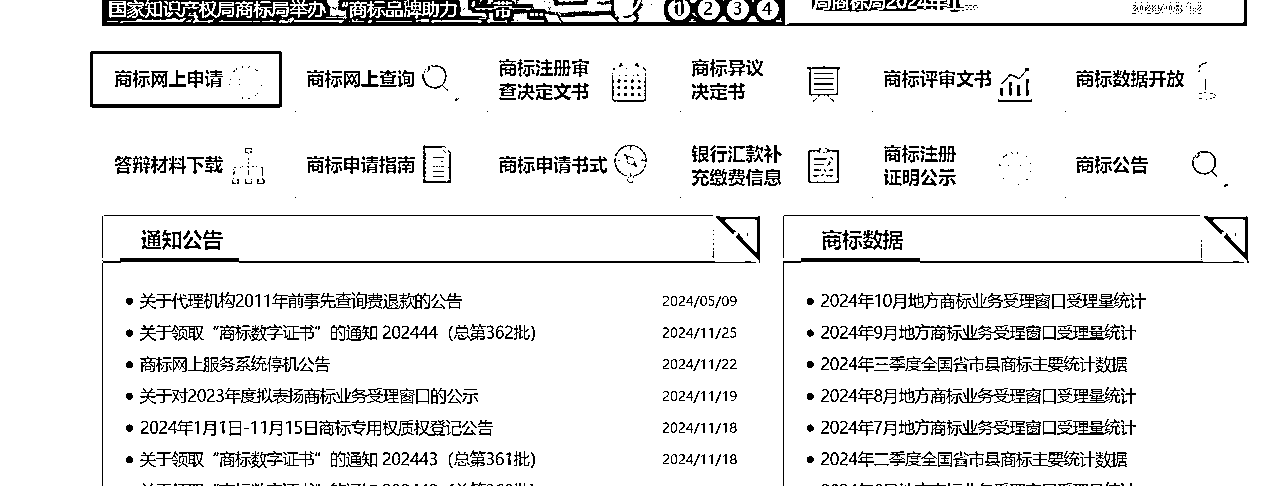 国家知识产权局商标局举办“商标品牌助力“一带
1 2 3 4
局商标局2024年
商标网上申请
商标网上查询
商标注册审
查决定文书
商标异议
决定书
商标评审文书
商标数据开放
答辩材料下载
商标申请指南
商标申请书式
银行汇款补
充缴费信息
商标注册
证明公示
商标公告
通知公告
关于代理机构2011年前事先查询费退款的公告 2024/05/09
关于领取“商标数字证书”的通知 202444（总第362批） 2024/11/25
商标网上服务系统停机公告 2024/11/22
关于对2023年度拟表扬商标业务受理窗口的公示 2024/11/19
2024年1月1日-11月15日商标专用权质权登记公告 2024/11/18
关于领取“商标数字证书”的通知 202443（总第361批） 2024/11/18
商标数据
2024年10月地方商标业务受理窗口受理量统计
2024年9月地方商标业务受理窗口受理量统计
2024年三季度全国省市县商标主要统计数据
2024年8月地方商标业务受理窗口受理量统计
2024年7月地方商标业务受理窗口受理量统计
2024年二季度全国省市县商标主要统计数据